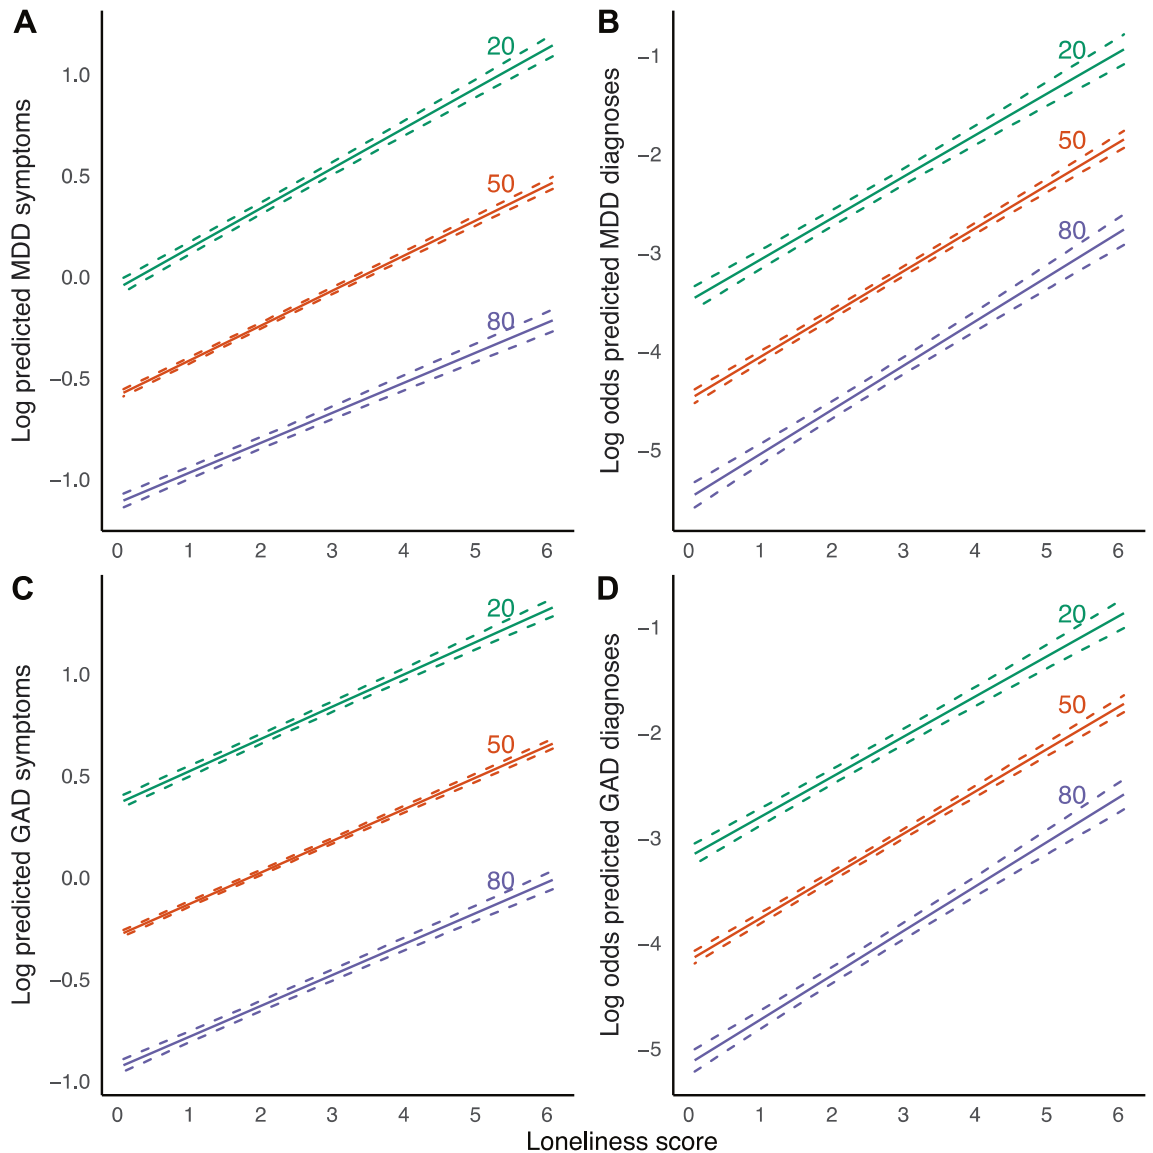 A
Log predicted MDD symptoms
1.0
0.5
0.0
−0.5
−1.0
20
50
80
0 1 2 3 4 5 6
B
Log odds predicted MDD diagnoses
−1
−2
−3
−4
−5
20
50
80
0 1 2 3 4 5 6
C
Log predicted GAD symptoms
1.0
0.5
0.0
−0.5
−1.0
20
50
80
0 1 2 3 4 5 6
D
Log odds predicted GAD diagnoses
−1
−2
−3
−4
−5
20
50
80
0 1 2 3 4 5 6
Loneliness score